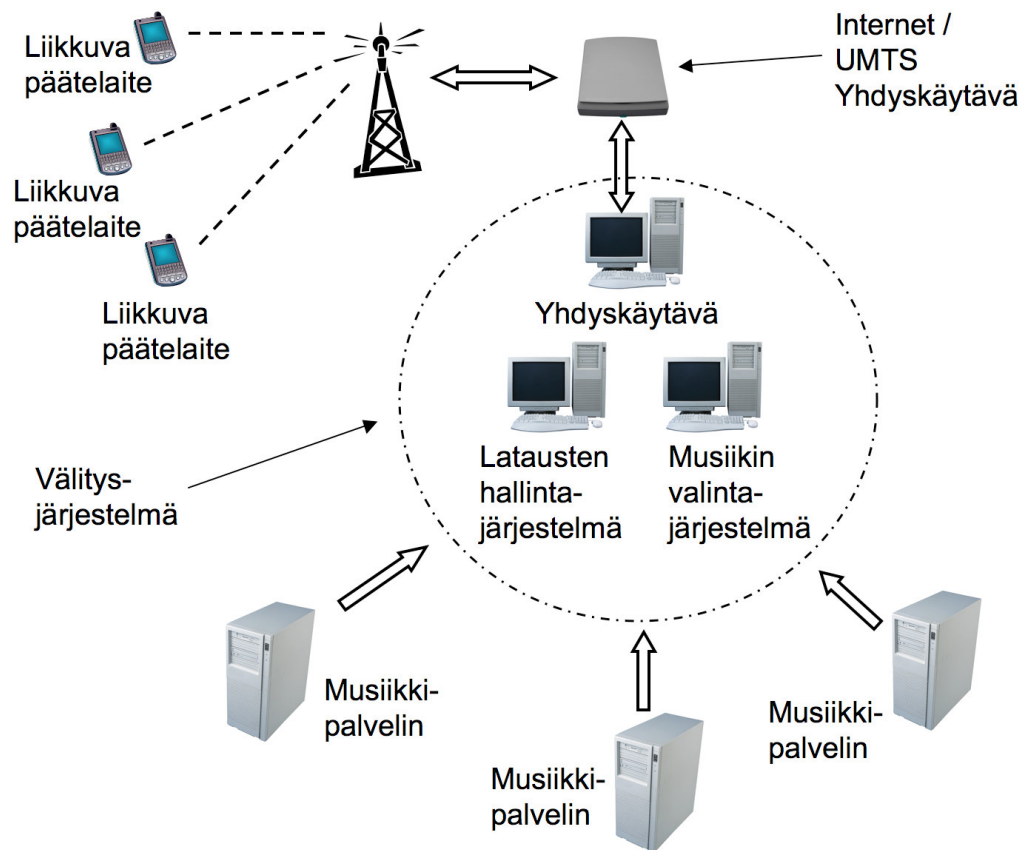 Liikkuva
päätelaite
Internet /
UMTS
Yhdyskäytävä
Liikkuva
päätelaite
Liikkuva
päätelaite
Yhdyskäytävä
Latausten
hallinta-
järjestelmä
Musiikin
valinta-
järjestelmä
Välitys-
järjestelmä
Musiikki-
palvelin
Musiikki-
palvelin
Musiikki-
palvelin